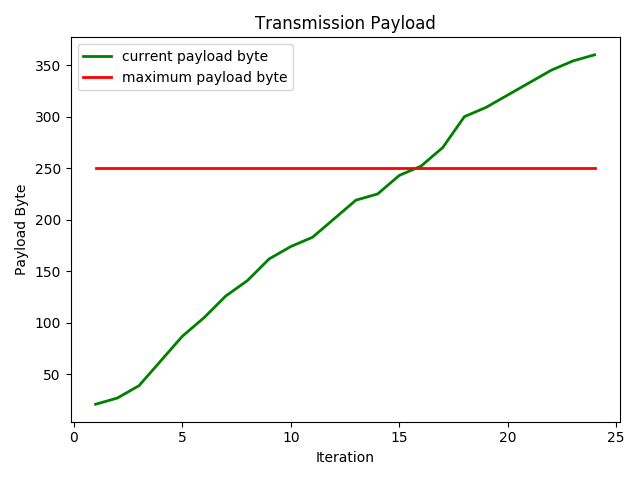 Transmission Payload
current payload byte
maximum payload byte
Payload Byte
350
300
250
200
150
100
50
0 5 10 15 20 25
Iteration